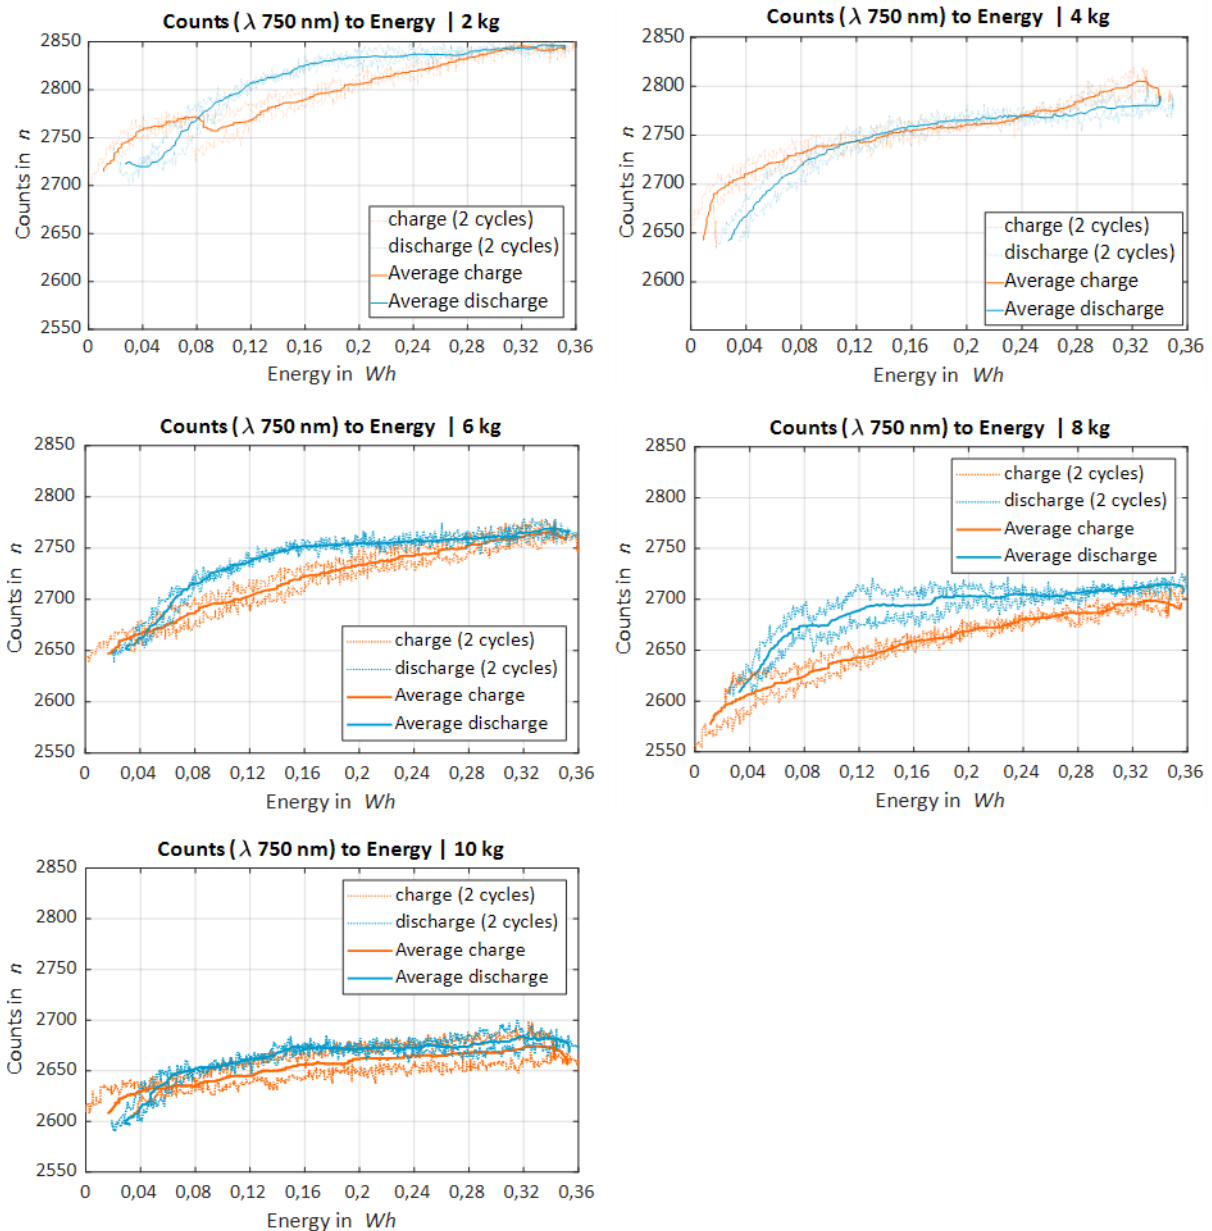 Counts (λ 750 nm) to Energy | 2 kg
2850
2800
2750
2700
2650
2600
2550
Counts in n
charge (2 cycles)
discharge (2 cycles)
Average charge
Average discharge
0 0,04 0,08 0,12 0,16 0,2 0,24 0,28 0,32 0,36
Energy in Wh
Counts (λ 750 nm) to Energy | 4 kg
2850
2800
2750
2700
2650
2600
Counts in n
charge (2 cycles)
discharge (2 cycles)
Average charge
Average discharge
0 0,04 0,08 0,12 0,16 0,2 0,24 0,28 0,32 0,36
Energy in Wh
Counts (λ 750 nm) to Energy | 6 kg
2850
2800
2750
2700
2650
2600
2550
Counts in n
charge (2 cycles)
discharge (2 cycles)
Average charge
Average discharge
0 0,04 0,08 0,12 0,16 0,2 0,24 0,28 0,32 0,36
Energy in Wh
Counts (λ 750 nm) to Energy | 8 kg
2850
2800
2750
2700
2650
2600
2550
Counts in n
charge (2 cycles)
discharge (2 cycles)
Average charge
Average discharge
0 0,04 0,08 0,12 0,16 0,2 0,24 0,28 0,32 0,36
Energy in Wh
Counts (λ 750 nm) to Energy | 10 kg
2850
2800
2750
2700
2650
2600
2550
Counts in n
charge (2 cycles)
discharge (2 cycles)
Average charge
Average discharge
0 0,04 0,08 0,12 0,16 0,2 0,24 0,28 0,32 0,36
Energy in Wh